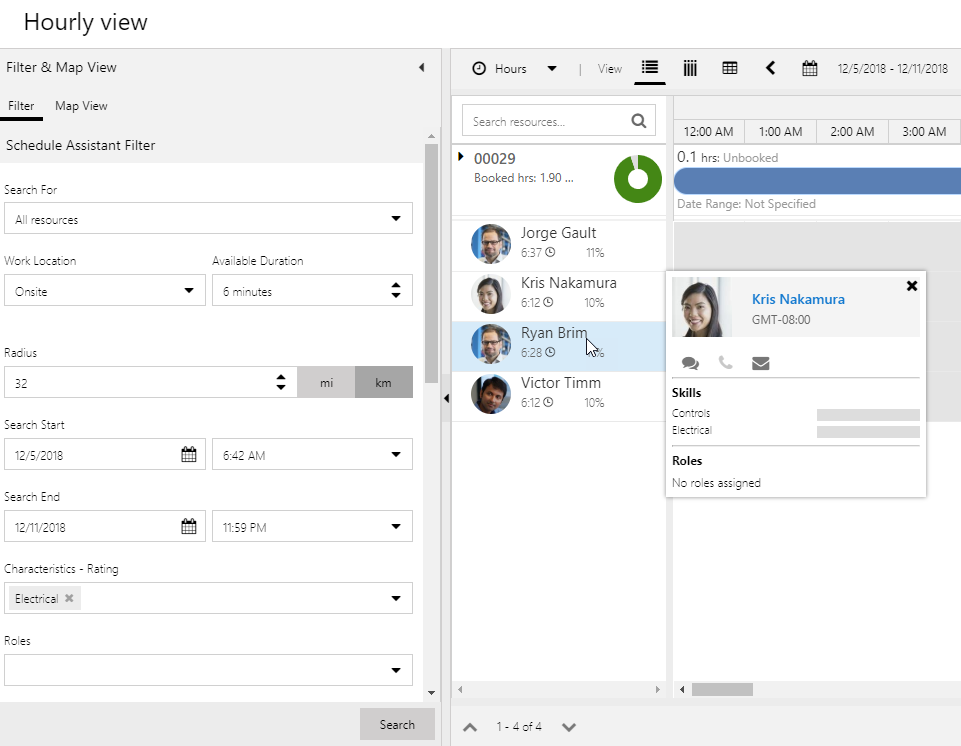 Hourly view
Filter & Map View
Filter Map View
Schedule Assistant Filter
Search For
All resources
Work Location Available Duration
Onsite 6 minutes
Radius
32 mi km
Search Start
12/5/2018 6:42 AM
Search End
12/11/2018 11:59 PM
Characteristics - Rating
Electrical
Roles
Search
Hours | View 12/5/2018 - 12/11/2018
Search resources...
12:00 AM 1:00 AM 2:00 AM 3:00 AM
00029
Booked hrs: 1.90 ...
0.1 hrs: Unbooked
Date Range: Not Specified
Jorge Gault
6:37 11%
Kris Nakamura
6:12 10%
Ryan Brim
6:28 %
Victor Timm
6:12 10%
Kris Nakamura
GMT-08:00
Skills
Controls
Electrical
Roles
No roles assigned
1 - 4 of 4